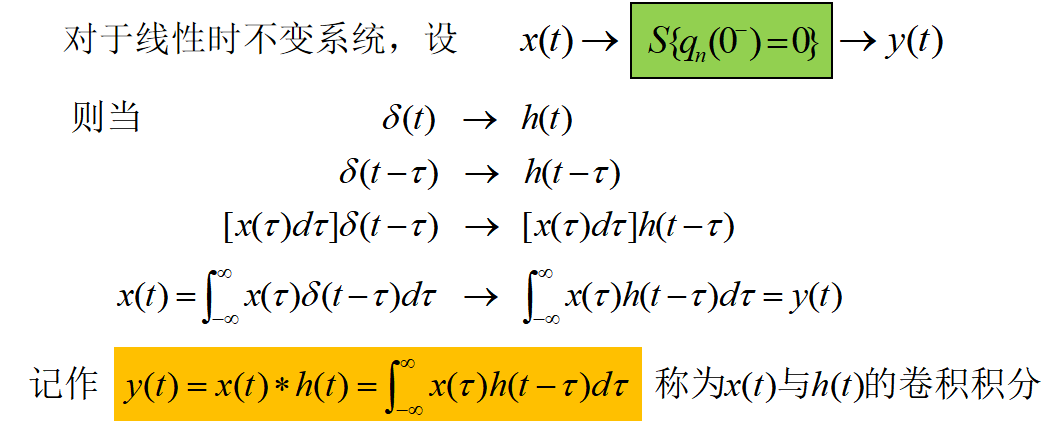 对于线性时不变系统，设 x(t) → S{qₙ(0⁻)=0} → y(t)
则当 δ(t) → h(t)
δ(t−τ) → h(t−τ)
[x(τ)dτ]δ(t−τ) → [x(τ)dτ]h(t−τ)
x(t)=∫_{−∞}^{∞} x(τ)δ(t−τ)dτ → ∫_{−∞}^{∞} x(τ)h(t−τ)dτ=y(t)
记作 y(t)=x(t)*h(t)=∫_{−∞}^{∞} x(τ)h(t−τ)dτ 称为x(t)与h(t)的卷积积分